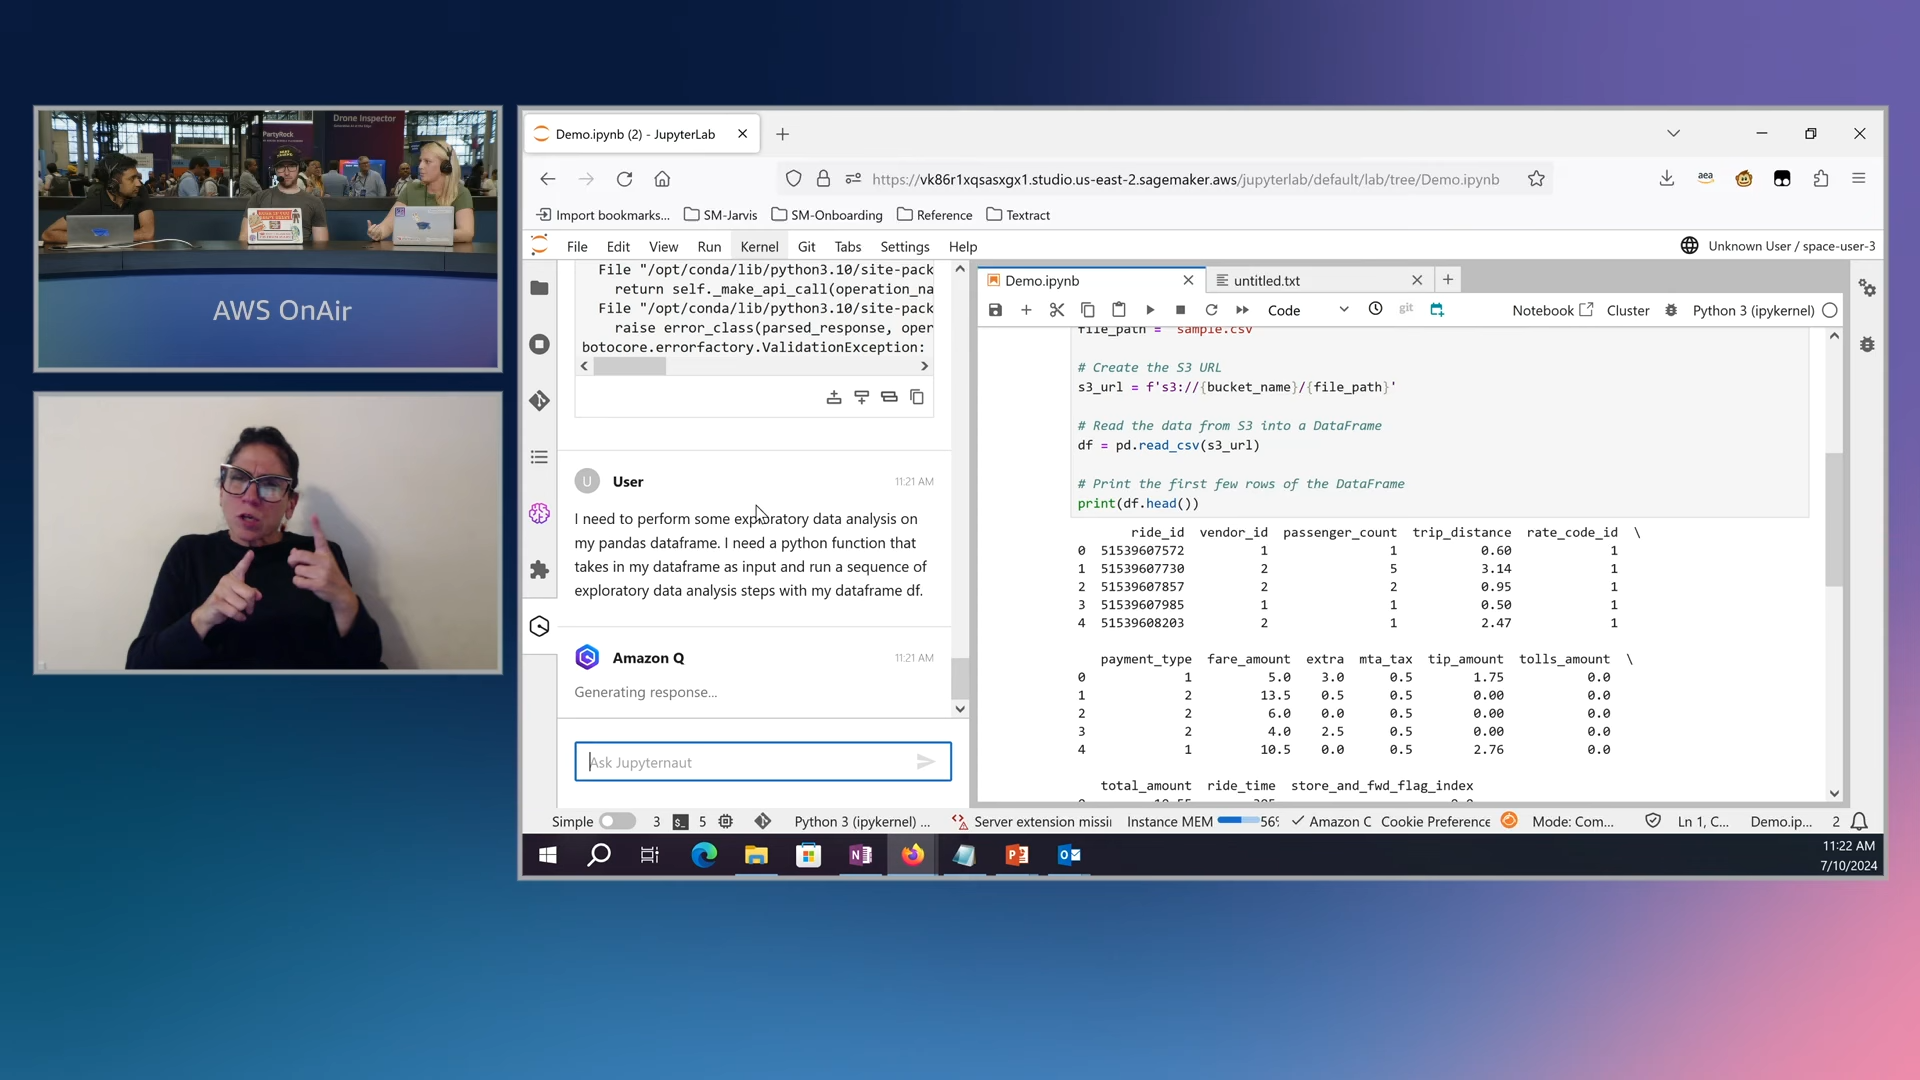 PartyRock
Drone Inspector
AWS OnAir
Demo.ipynb (2) - JupyterLab
https://vk86r1xqsasxgx1.studio.us-east-2.sagemaker.aws/jupyterlab/default/lab/tree/Demo.ipynb
aea
Import bookmarks... SM-Jarvis SM-Onboarding Reference Textract
File Edit View Run Kernel Git Tabs Settings Help
Unknown User / space-user-3
File "/opt/conda/lib/python3.10/site-pack
return self._make_api_call(operation_na
File "/opt/conda/lib/python3.10/site-pack
raise error_class(parsed_response, oper
botocore.errorfactory.ValidationException:
U User 11:21 AM
I need to perform some exploratory data analysis on
my pandas dataframe. I need a python function that
takes in my dataframe as input and run a sequence of
exploratory data analysis steps with my dataframe df.
Amazon Q 11:21 AM
Generating response...
Ask Jupyternaut
Demo.ipynb untitled.txt
Code git Notebook Cluster Python 3 (ipykernel)
file_path = 'sample.csv'
# Create the S3 URL
s3_url = f's3://{bucket_name}/{file_path}'
# Read the data from S3 into a DataFrame
df = pd.read_csv(s3_url)
# Print the first few rows of the DataFrame
print(df.head())
ride_id vendor_id passenger_count trip_distance rate_code_id \
0 51539607572 1 1 0.60 1
1 51539607730 2 5 3.14 1
2 51539607857 2 2 0.95 1
3 51539607985 1 1 0.50 1
4 51539608203 2 1 2.47 1
payment_type fare_amount extra mta_tax tip_amount tolls_amount \
0 1 5.0 3.0 0.5 1.75 0.0
1 2 13.5 0.5 0.5 0.00 0.0
2 2 6.0 0.0 0.5 0.00 0.0
3 2 4.0 2.5 0.5 0.00 0.0
4 1 10.5 0.0 0.5 2.76 0.0
total_amount ride_time store_and_fwd_flag_index
Simple 3 5 Python 3 (ipykernel) ... Server extension missi Instance MEM 56% Amazon C Cookie Preference Mode: Com... Ln 1, C... Demo.ip... 2
11:22 AM
7/10/2024